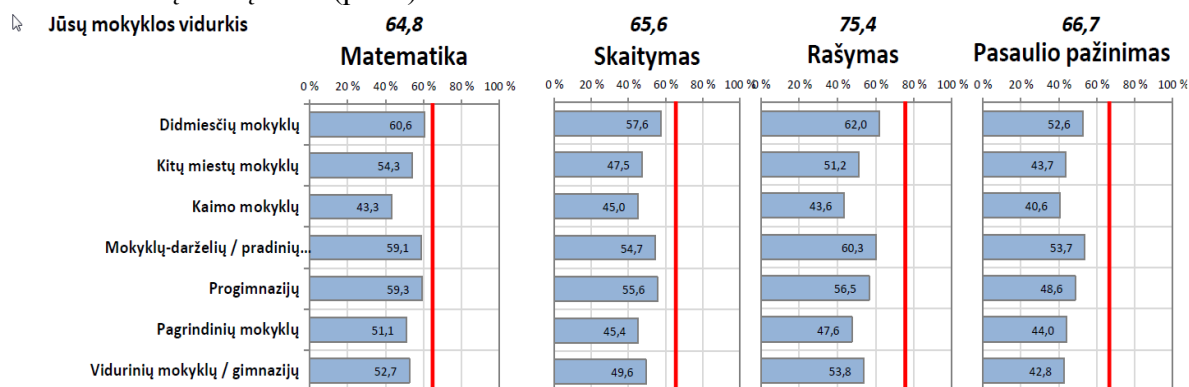 Jūsų mokyklos vidurkis 64,8 65,6 75,4 66,7
Matematika Skaitymas Rašymas Pasaulio pažinimas
0 % 20 % 40 % 60 % 80 % 100 % 0 % 20 % 40 % 60 % 80 % 100 % 0 % 20 % 40 % 60 % 80 % 100 % 0 % 20 % 40 % 60 % 80 % 100 %
Didmiesčių mokyklų 60,6 57,6 62,0 52,6
Kitų miestų mokyklų 54,3 47,5 51,2 43,7
Kaimo mokyklų 43,3 45,0 43,6 40,6
Mokyklų-darželių / pradinių... 59,1 54,7 60,3 53,7
Progimnazijų 59,3 55,6 56,5 48,6
Pagrindinių mokyklų 51,1 45,4 47,6 44,0
Vidurinių mokyklų / gimnazijų 52,7 49,6 53,8 42,8